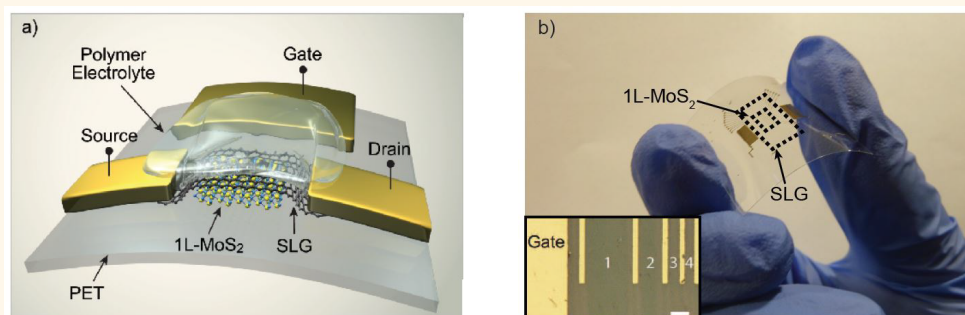 a)
Polymer
Electrolyte
Gate
Source
Drain
1L-MoS₂
SLG
PET
b)
1L-MoS₂
SLG
Gate
1
2
3
4